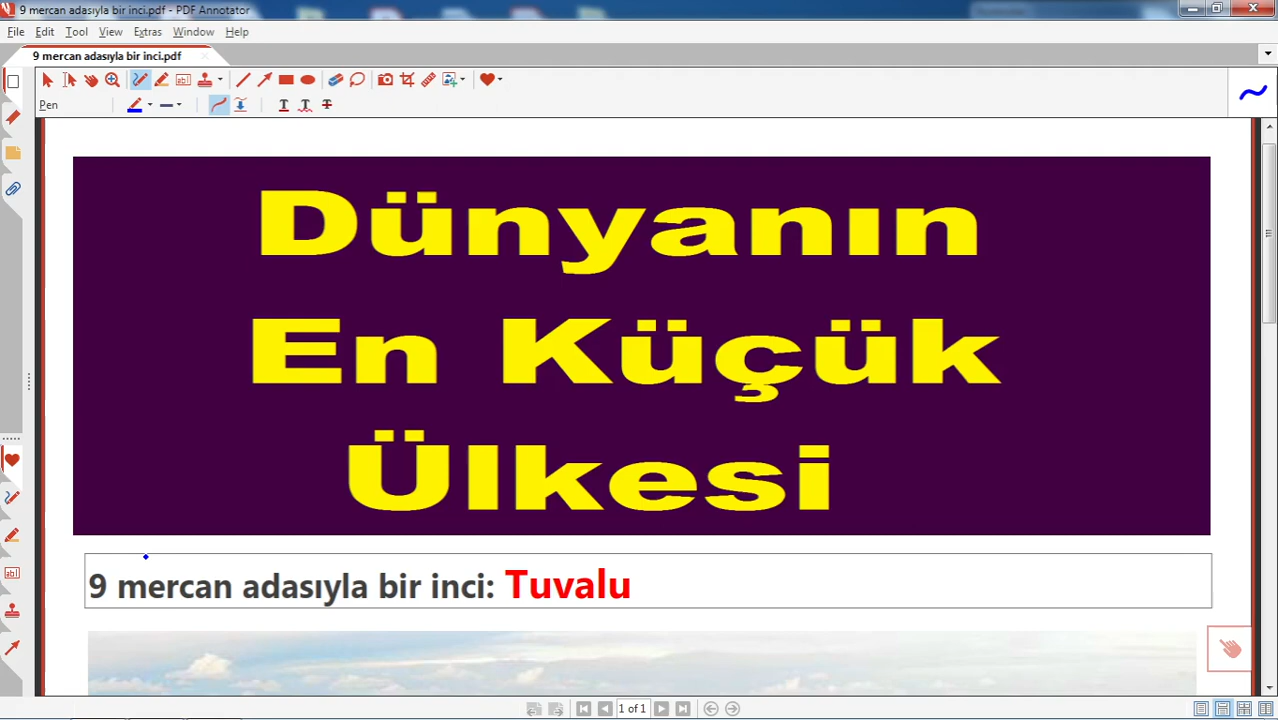 9 mercan adasıyla bir inci.pdf - PDF Annotator
File Edit Tool View Extras Window Help
9 mercan adasıyla bir inci.pdf
Pen
Dünyanın
En Küçük
Ülkesi
9 mercan adasıyla bir inci: Tuvalu
1 of 1